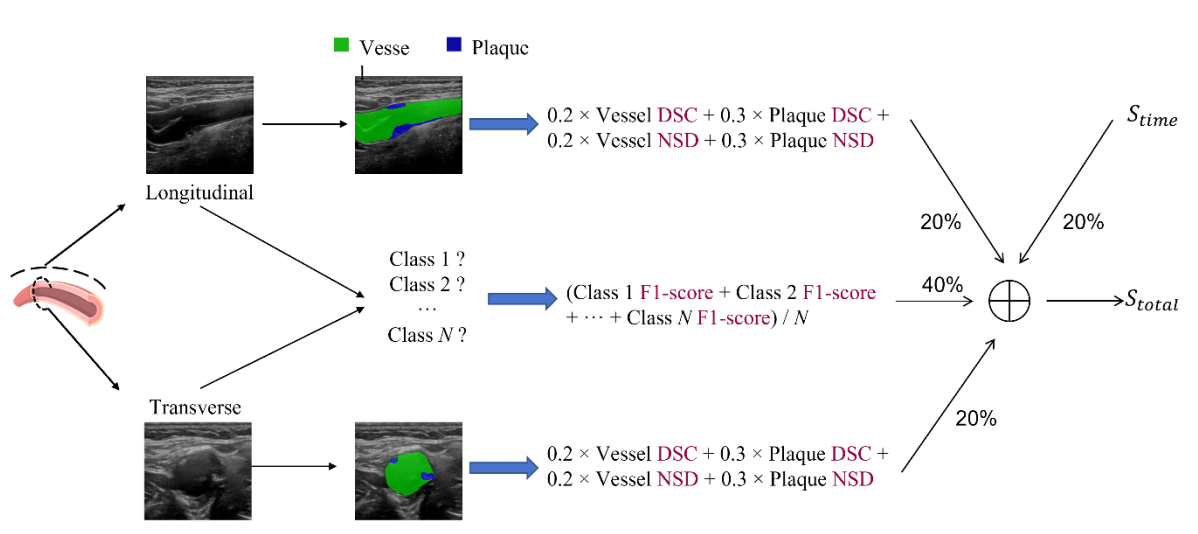 Vesse Plaque
0.2 × Vessel DSC + 0.3 × Plaque DSC +
0.2 × Vessel NSD + 0.3 × Plaque NSD
S_time
Longitudinal
20%
20%
Class 1 ?
Class 2 ?
...
Class N ?
(Class 1 F1-score + Class 2 F1-score
+ ··· + Class N F1-score) / N
40%
S_total
Transverse
20%
0.2 × Vessel DSC + 0.3 × Plaque DSC +
0.2 × Vessel NSD + 0.3 × Plaque NSD